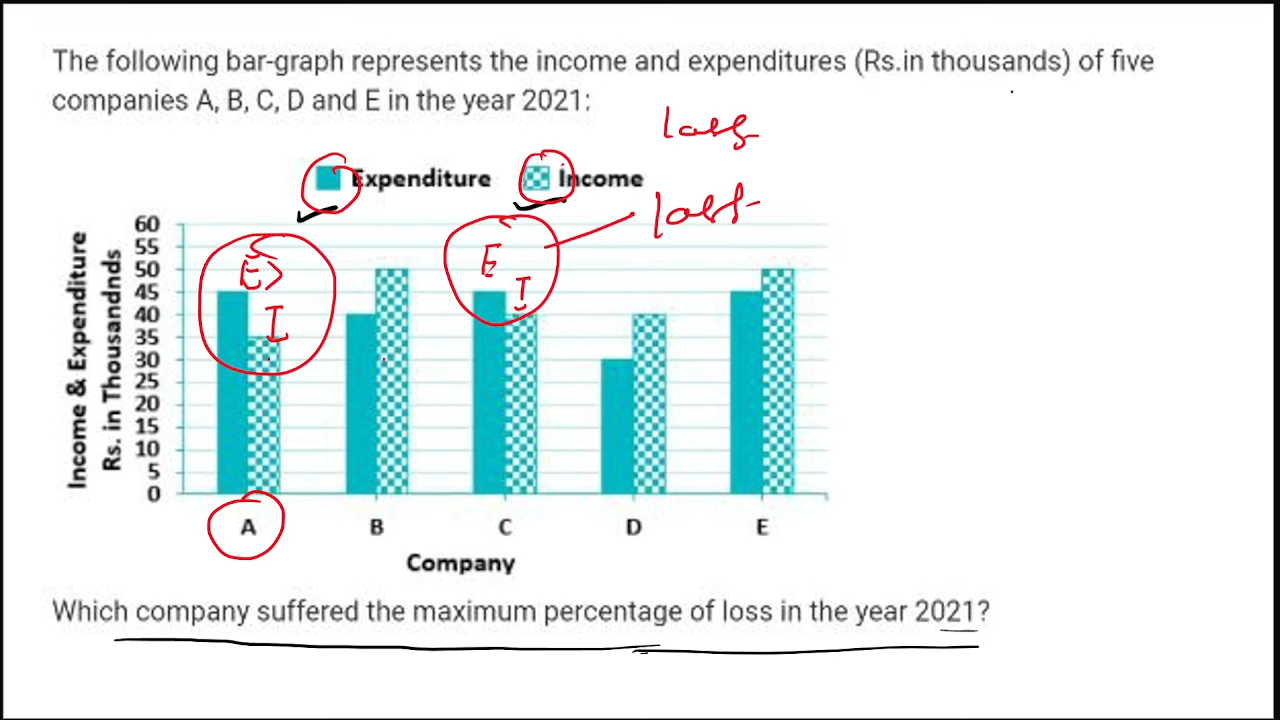 The following bar-graph represents the income and expenditures (Rs.in thousands) of five
companies A, B, C, D and E in the year 2021:
loss
Expenditure
Income
loss
Income & Expenditure
Rs. in Thousandnds
60
55
50
45
40
35
30
25
20
15
10
5
0
E>
I
E
I
A
B
C
D
E
Company
Which company suffered the maximum percentage of loss in the year 2021?